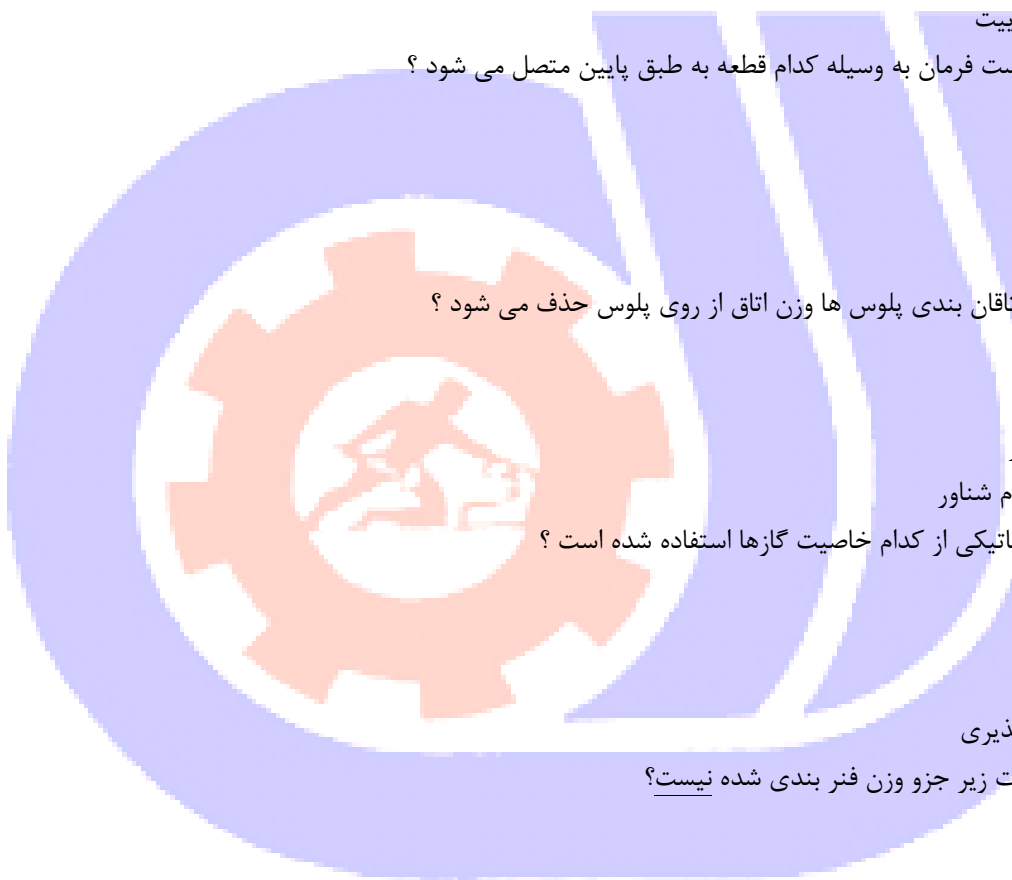 ست فرمان به وسیله کدام قطعه به طبق پایین متصل می شود ؟
اقان بندی پلوس ها وزن اتاق از روی پلوس حذف می شود ؟
م شناور
اتیکی از کدام خاصیت گازها استفاده شده است ؟
ذیری
ت زیر جزو وزن فنر بندی شده نیست؟